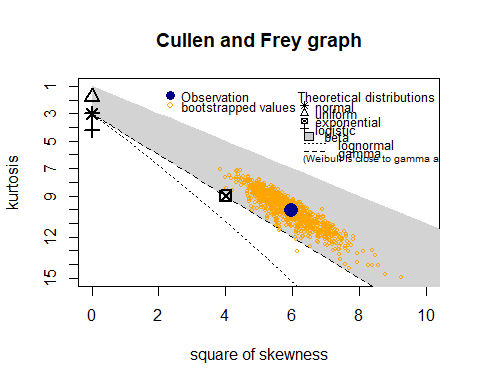 Cullen and Frey graph
Observation
bootstrapped values
Theoretical distributions
normal
uniform
exponential
logistic
beta
lognormal
gamma
(Weibull is close to gamma a
kurtosis
1
3
5
7
9
12
15
0
2
4
6
8
10
square of skewness